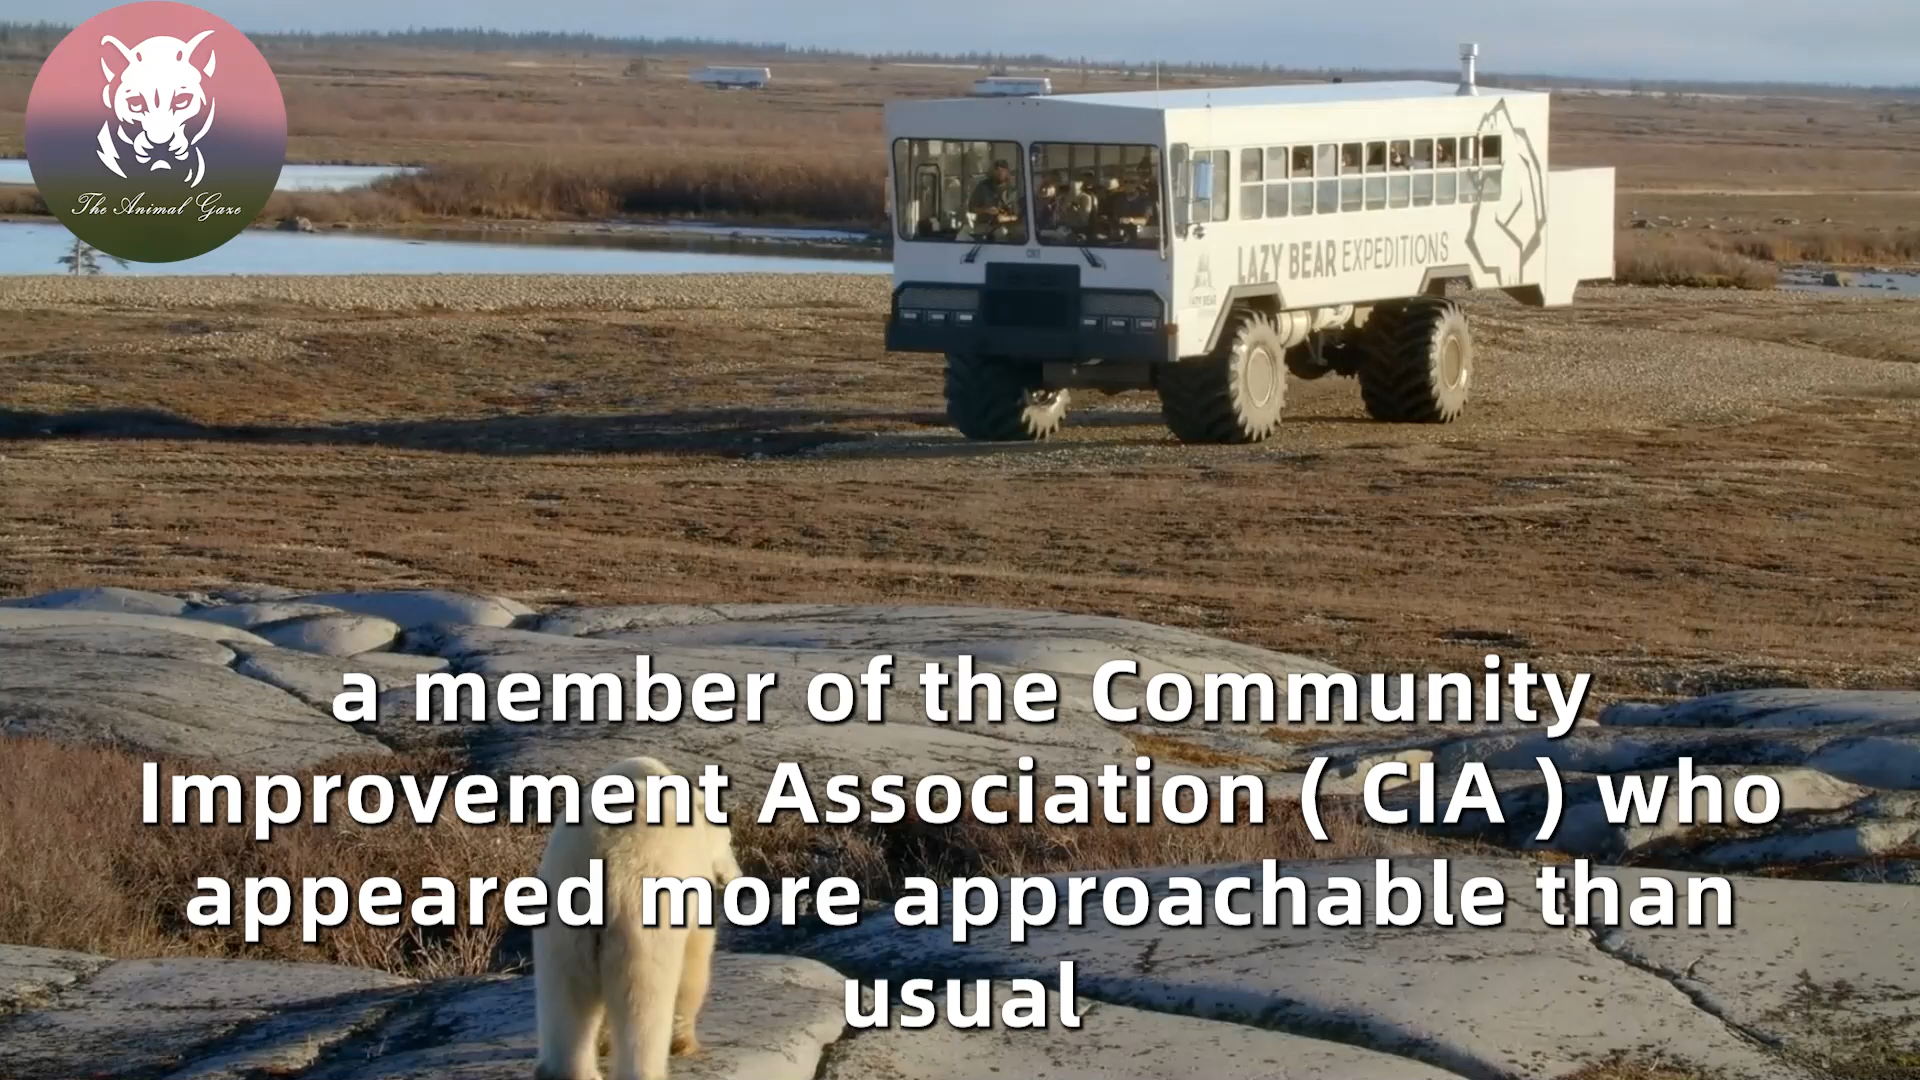 The Animal Gaze
LAZY BEAR EXPEDITIONS
a member of the Community
Improvement Association ( CIA ) who
appeared more approachable than
usual